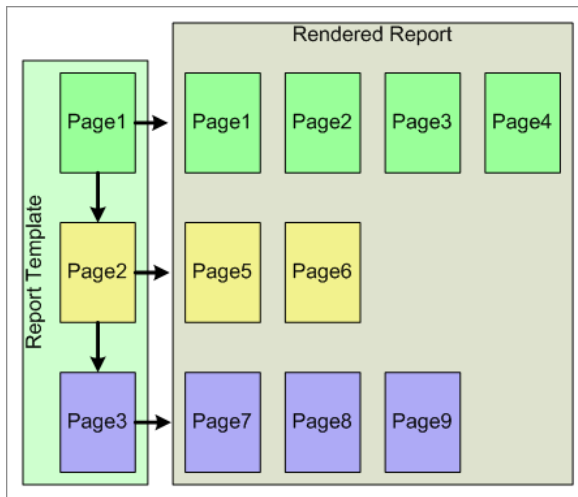 Rendered Report
Report Template
Page1
Page1
Page2
Page3
Page4
Page2
Page5
Page6
Page3
Page7
Page8
Page9